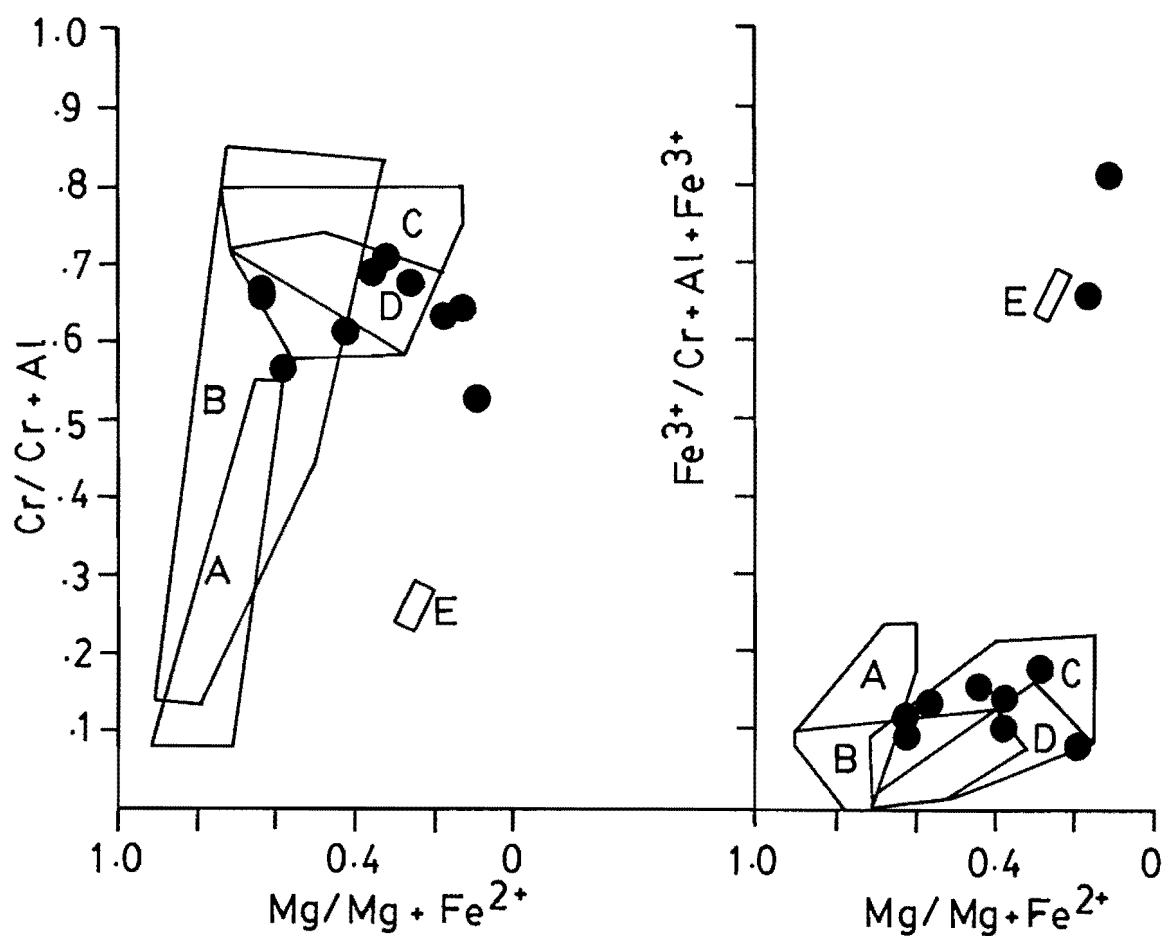 1.0
.9
.8
.7
.6
.5
.4
.3
.2
.1
Cr/Cr + Al
A
B
C
D
E
1.0 0.4 0
Mg/Mg + Fe²⁺
Fe³⁺/Cr + Al + Fe³⁺
A
B
C
D
E
1.0 0.4 0
Mg/Mg+Fe²⁺